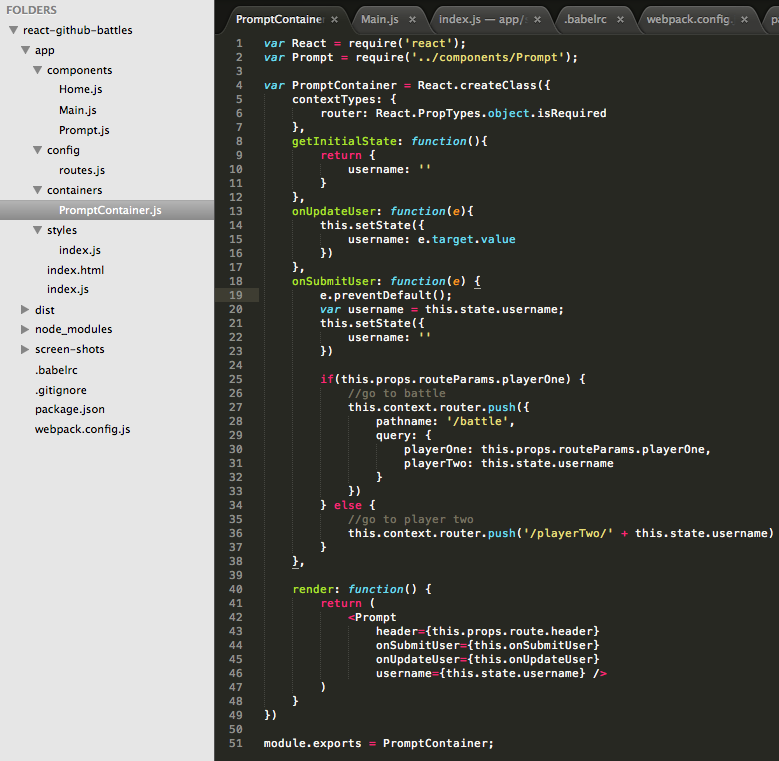 FOLDERS
react-github-battles
app
components
Home.js
Main.js
Prompt.js
config
routes.js
containers
PromptContainer.js
styles
index.js
index.html
index.js
dist
node_modules
screen-shots
.babelrc
.gitignore
package.json
webpack.config.js
PromptContaine × Main.js × index.js — app/ × .babelrc × webpack.config. × p
1 var React = require('react');
2 var Prompt = require('../components/Prompt');
3
4 var PromptContainer = React.createClass({
5 contextTypes: {
6 router: React.PropTypes.object.isRequired
7 },
8 getInitialState: function(){
9 return {
10 username: ''
11 }
12 },
13 onUpdateUser: function(e){
14 this.setState({
15 username: e.target.value
16 })
17 },
18 onSubmitUser: function(e) {
19 e.preventDefault();
20 var username = this.state.username;
21 this.setState({
22 username: ''
23 })
24
25 if(this.props.routeParams.playerOne) {
26 //go to battle
27 this.context.router.push({
28 pathname: '/battle',
29 query: {
30 playerOne: this.props.routeParams.playerOne,
31 playerTwo: this.state.username
32 }
33 })
34 } else {
35 //go to player two
36 this.context.router.push('/playerTwo/' + this.state.username)
37 }
38 },
39
40 render: function() {
41 return (
42 <Prompt
43 header={this.props.route.header}
44 onSubmitUser={this.onSubmitUser}
45 onUpdateUser={this.onUpdateUser}
46 username={this.state.username} />
47 )
48 }
49 })
50
51 module.exports = PromptContainer;